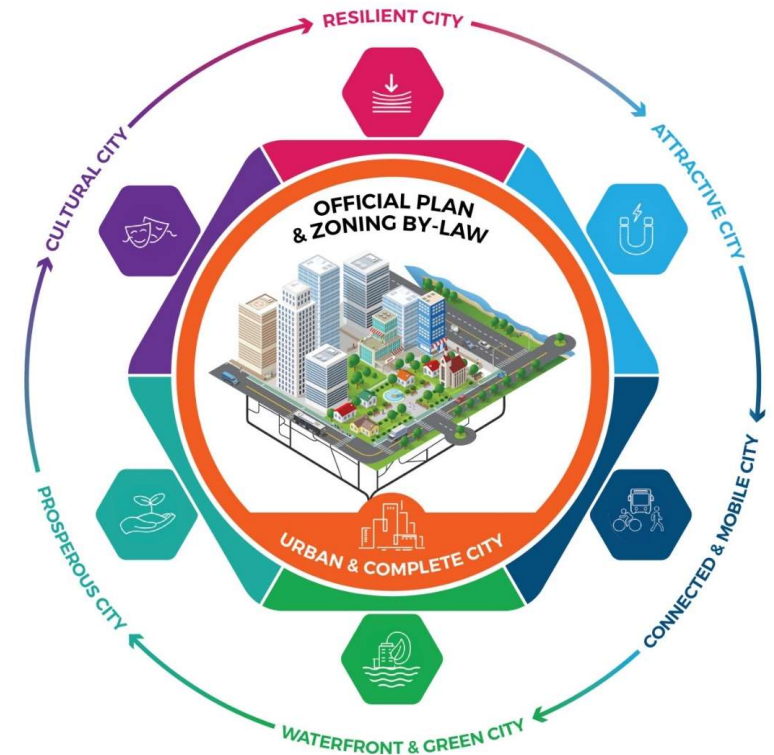 RESILIENT CITY
ATTRACTIVE CITY
CONNECTED & MOBILE CITY
WATERFRONT & GREEN CITY
PROSPEROUS CITY
CULTURAL CITY
OFFICIAL PLAN
& ZONING BY-LAW
URBAN & COMPLETE CITY